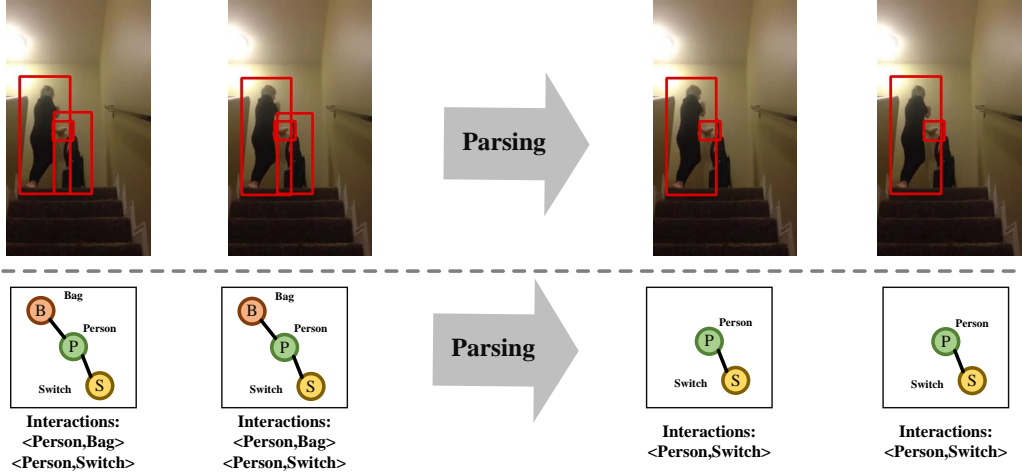 Parsing
Bag
B
Person
P
Switch
S
Interactions:
<Person,Bag>
<Person,Switch>
Bag
B
Person
P
Switch
S
Interactions:
<Person,Bag>
<Person,Switch>
Parsing
Person
P
Switch
S
Interactions:
<Person,Switch>
Person
P
Switch
S
Interactions:
<Person,Switch>